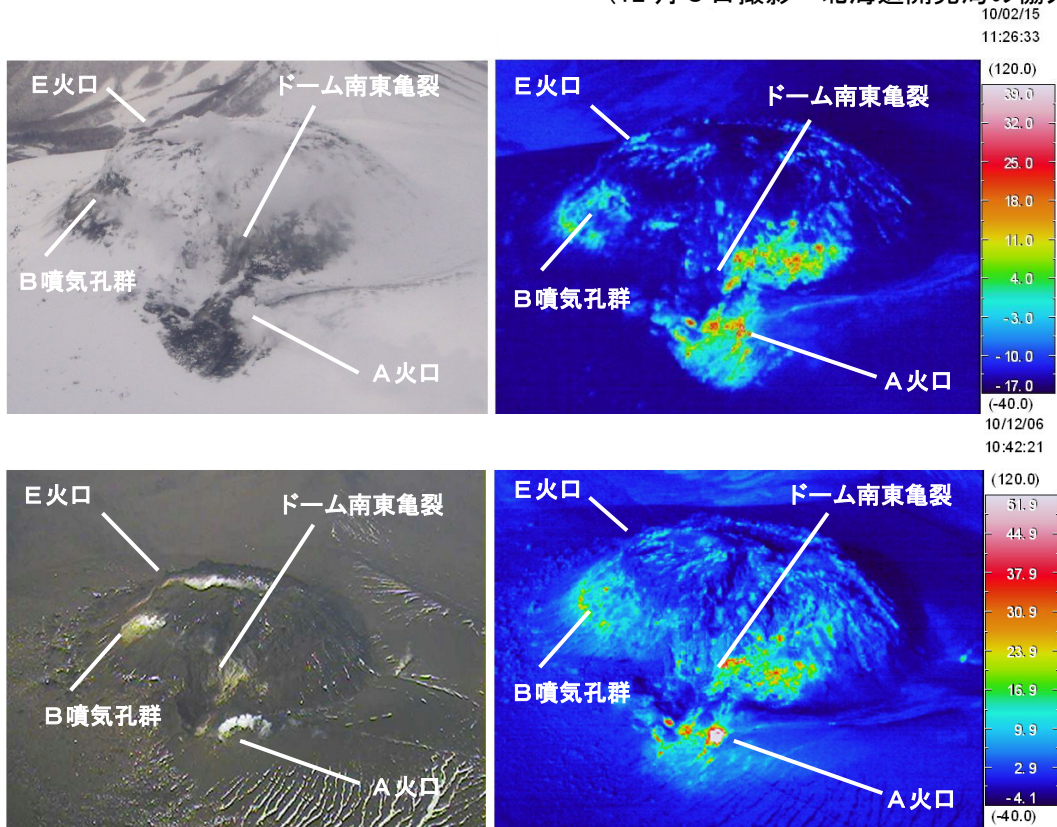 10/02/15
11:26:33
E火口
ドーム南東亀裂
B噴気孔群
A火口
E火口
ドーム南東亀裂
B噴気孔群
A火口
(120.0)
39.0
32.0
25.0
18.0
11.0
4.0
-3.0
-10.0
-17.0
(-40.0)
10/12/06
10:42:21
E火口
ドーム南東亀裂
B噴気孔群
A火口
E火口
ドーム南東亀裂
B噴気孔群
A火口
(120.0)
51.9
44.9
37.9
30.9
23.9
16.9
9.9
2.9
-4.1
(-40.0)